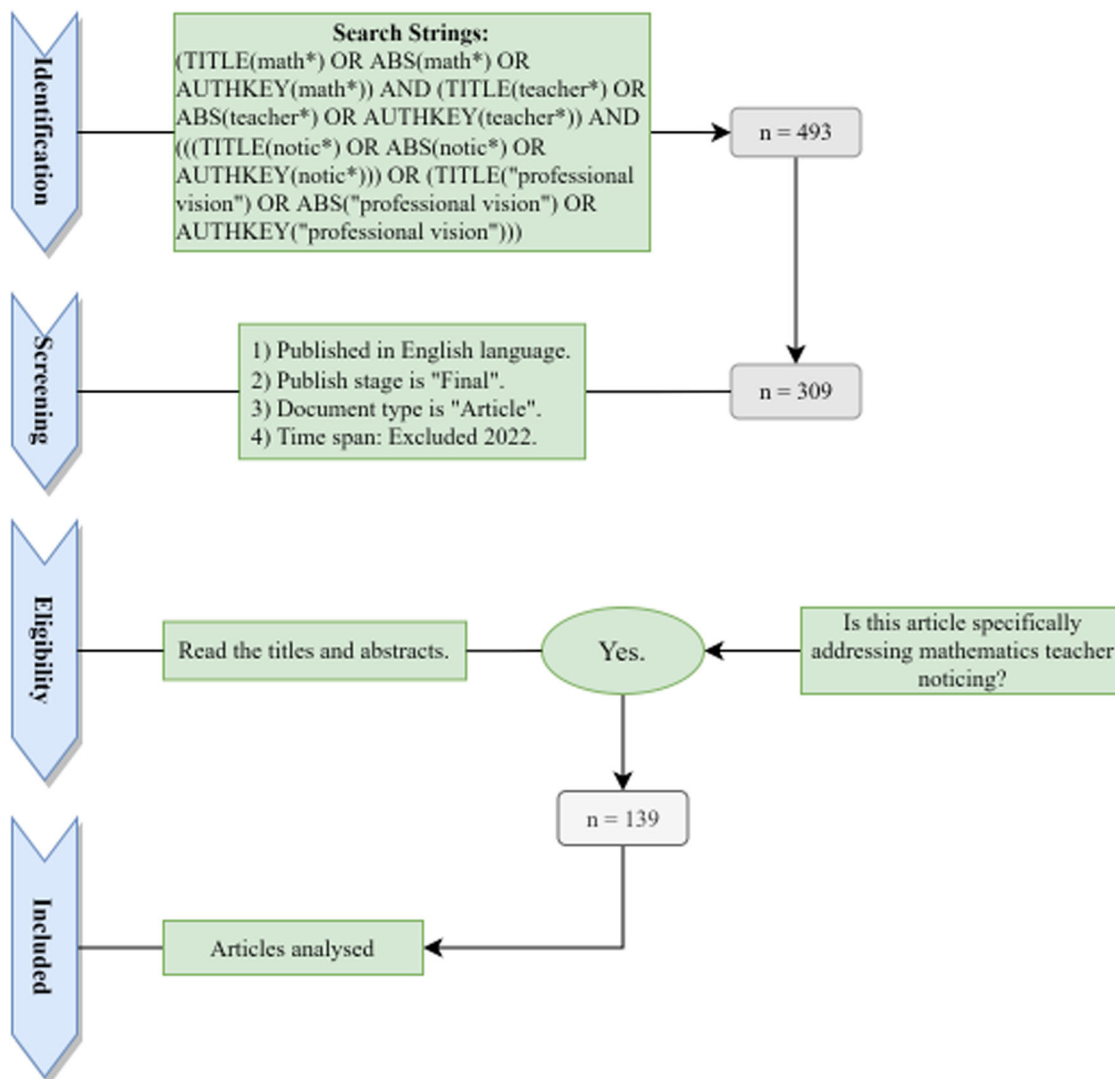 Identification
Search Strings:
(TITLE(math*) OR ABS(math*) OR
AUTHKEY(math*)) AND (TITLE(teacher*) OR
ABS(teacher*) OR AUTHKEY(teacher*)) AND
(((TITLE(notic*) OR ABS(notic*) OR
AUTHKEY(notic*))) OR (TITLE("professional
vision") OR ABS("professional vision") OR
AUTHKEY("professional vision")))
n = 493
Screening
1) Published in English language.
2) Publish stage is "Final".
3) Document type is "Article".
4) Time span: Excluded 2022.
n = 309
Eligibility
Read the titles and abstracts.
Yes.
Is this article specifically
addressing mathematics teacher
noticing?
n = 139
Included
Articles analysed